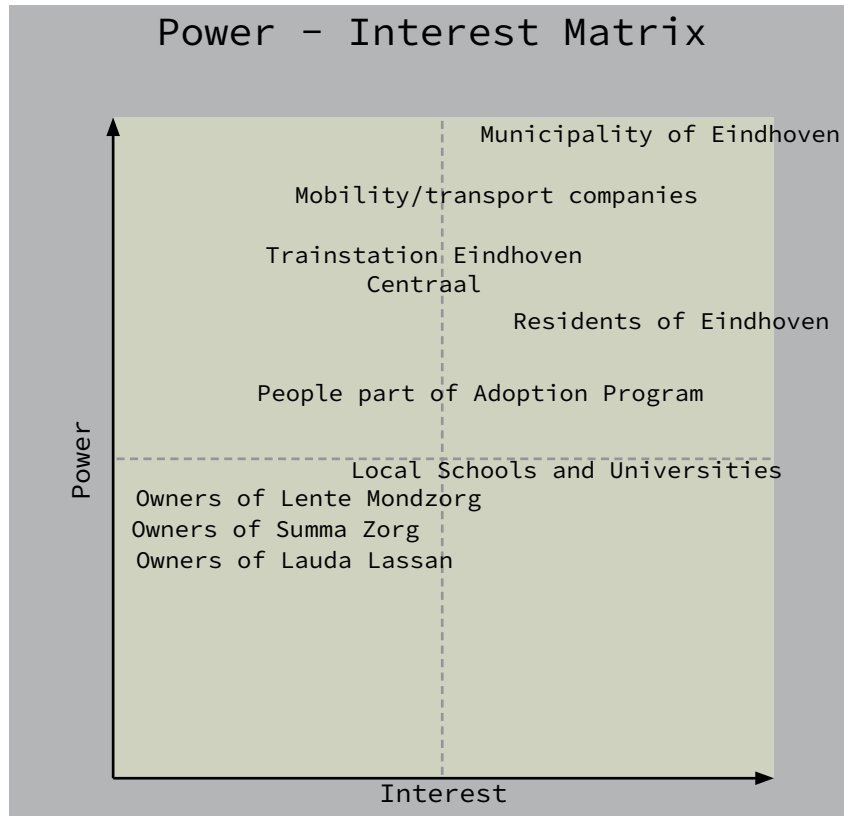 Power - Interest Matrix
Municipality of Eindhoven
Mobility/transport companies
Trainstation Eindhoven
Centraal
Residents of Eindhoven
People part of Adoption Program
Power
Local Schools and Universities
Owners of Lente Mondzorg
Owners of Summa Zorg
Owners of Lauda Lassan
Interest